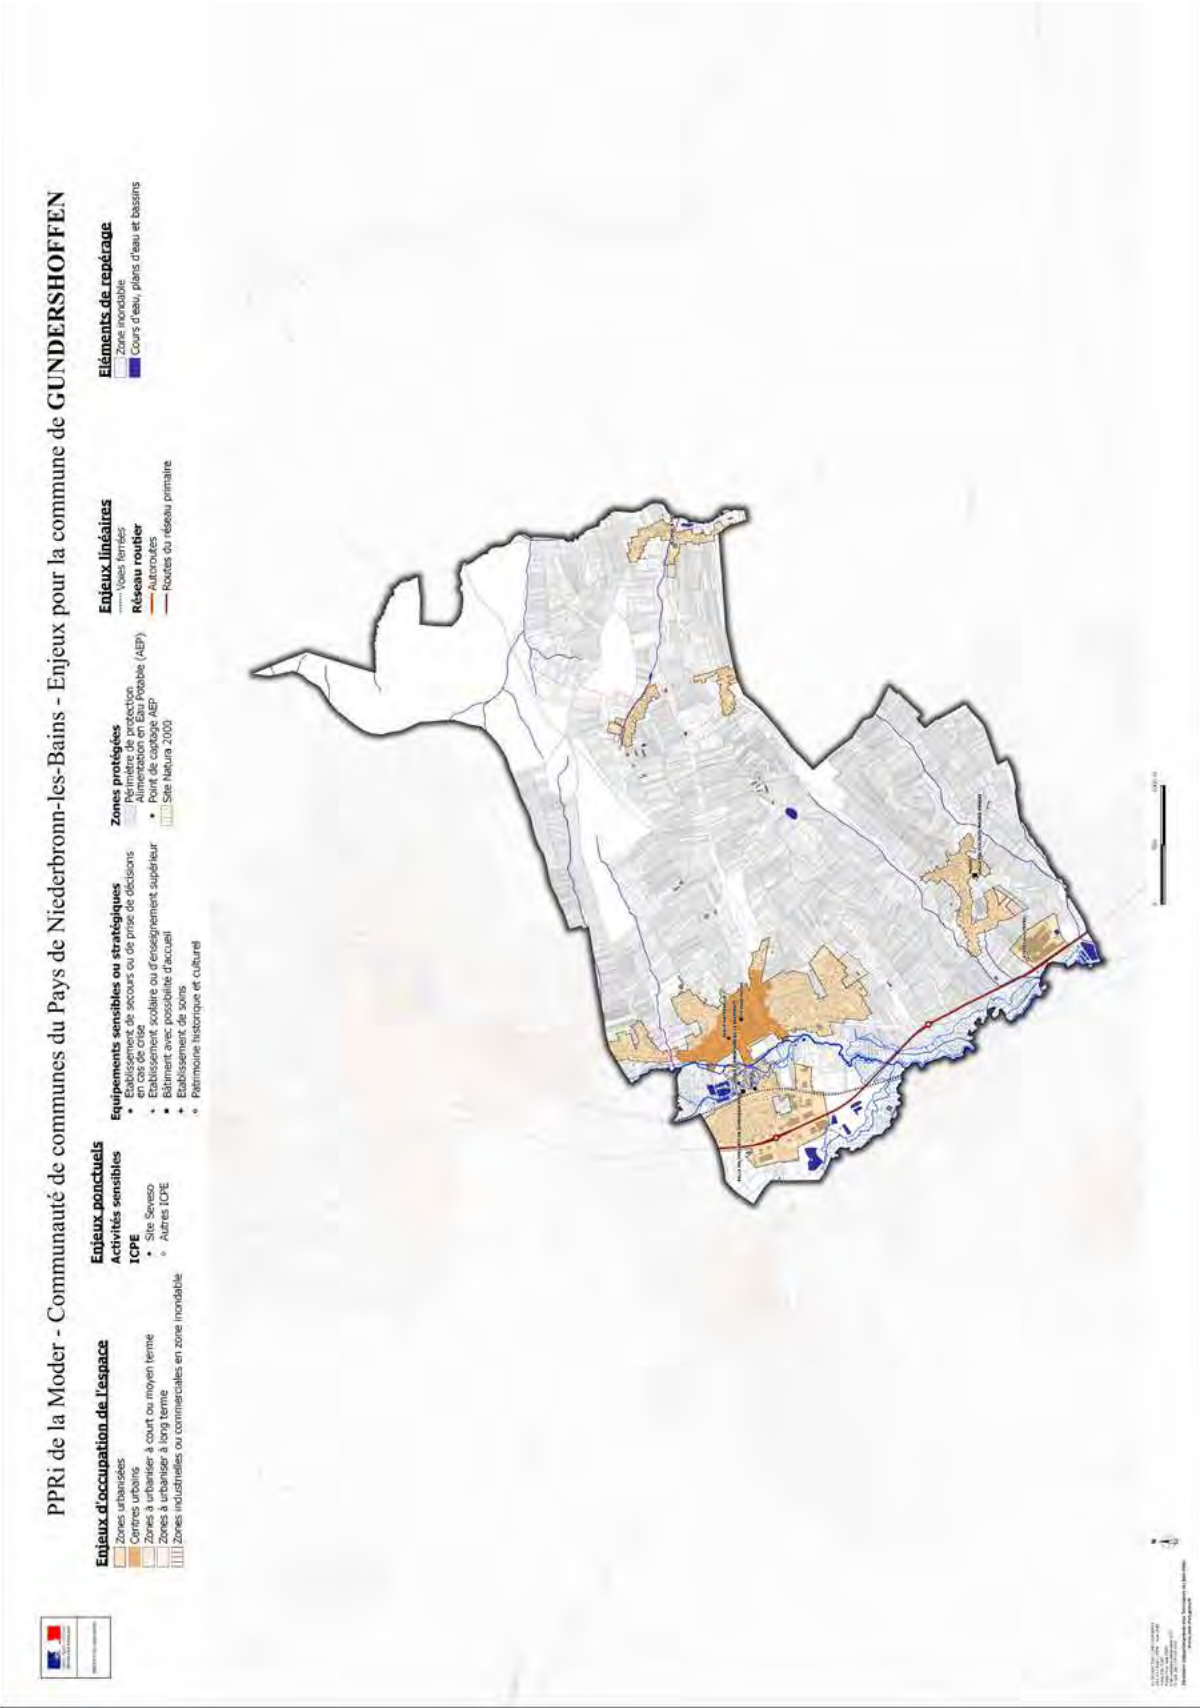 PPRi de la Moder - Communauté de communes du Pays de Niederbronn-les-Bains - Enjeux pour la commune de GUNDERSHOFFEN
Enjeux d'occupation de l'espace
Zones urbanisées
Centres urbains
Zones à urbaniser à court ou moyen terme
Zones à urbaniser à long terme
Zones industrielles ou commerciales en zone inondable
Enjeux ponctuels
Activités sensibles
ICPE
Site Seveso
Autres ICPE
Equipements sensibles ou stratégiques
Etablissement de secours ou de prise de décisions
en cas de crise
Etablissement scolaire ou d'enseignement supérieur
Bâtiment avec possibilité d'accueil
Etablissement de soins
Patrimoine historique et culturel
Zones protégées
Périmètre de protection
Alimentation en Eau Potable (AEP)
Point de captage AEP
Site Natura 2000
Enjeux linéaires
Voies ferrées
Réseau routier
Autoroutes
Routes du réseau primaire
Eléments de repérage
Zone inondable
Cours d'eau, plans d'eau et bassins